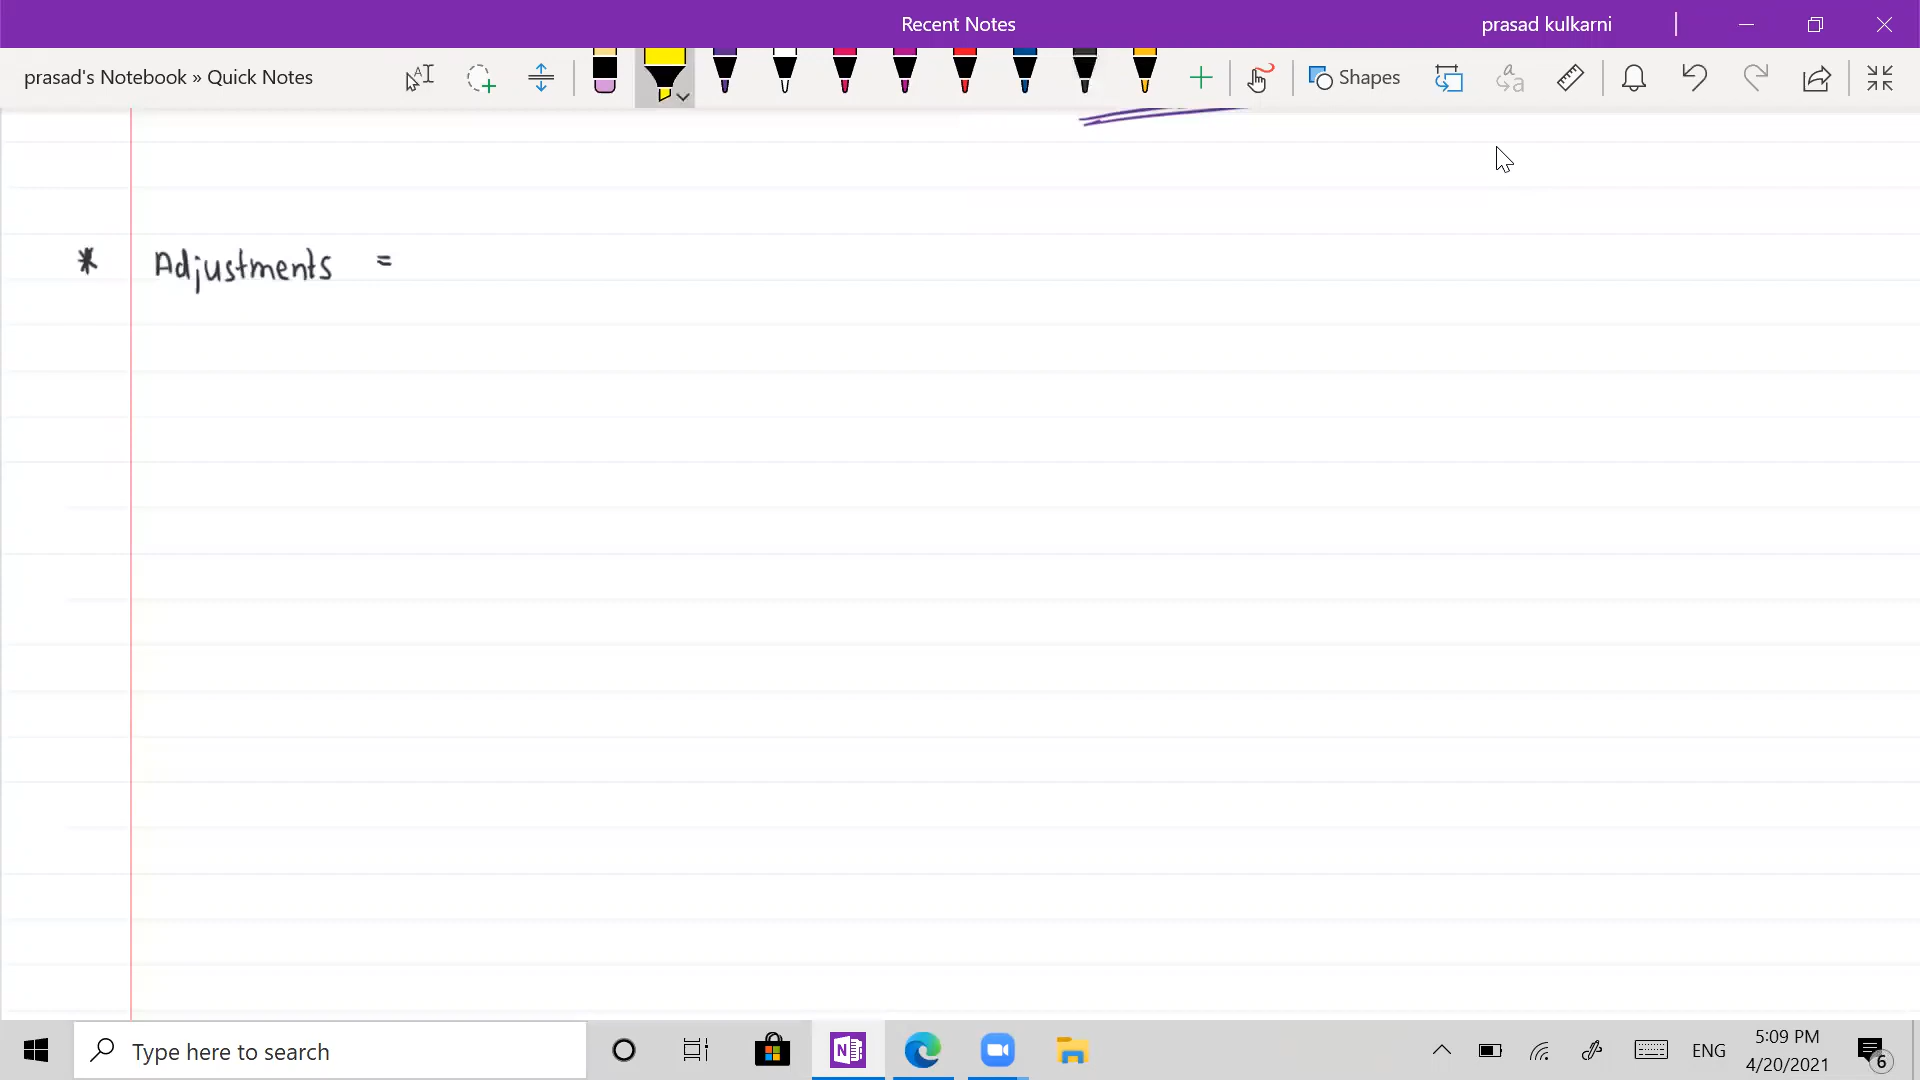 Recent Notes
prasad kulkarni
prasad's Notebook » Quick Notes
Shapes
* Adjustments =
Type here to search
ENG
5:09 PM
4/20/2021
6